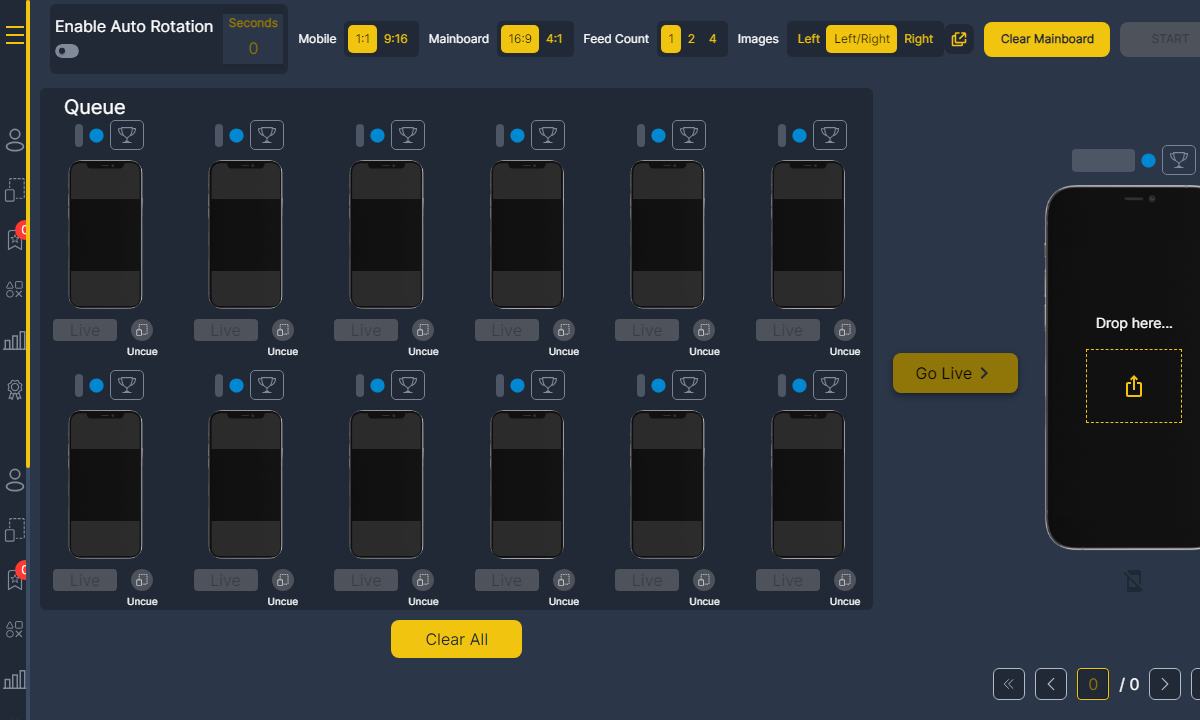 Enable Auto Rotation
Seconds
0
Mobile 1:1 9:16 Mainboard 16:9 4:1 Feed Count 1 2 4 Images Left Left/Right Right Clear Mainboard START
Queue
Live Live Live Live Live Live
Uncue Uncue Uncue Uncue Uncue Uncue
Drop here...
Go Live
Live Live Live Live Live Live
Uncue Uncue Uncue Uncue Uncue Uncue
Clear All
0 / 0